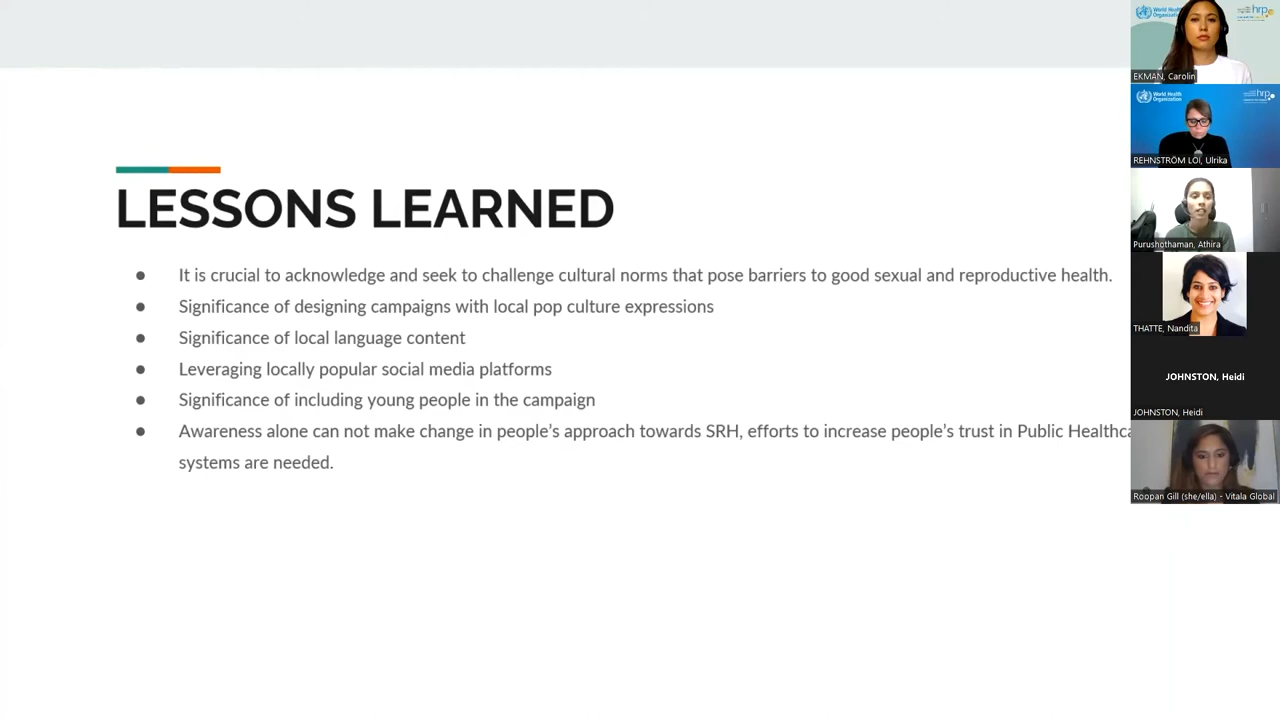 LESSONS LEARNED
● It is crucial to acknowledge and seek to challenge cultural norms that pose barriers to good sexual and reproductive health.
● Significance of designing campaigns with local pop culture expressions
● Significance of local language content
● Leveraging locally popular social media platforms
● Significance of including young people in the campaign
● Awareness alone can not make change in people's approach towards SRH, efforts to increase people's trust in Public Healthca
systems are needed.
hrp
EKMAN, Carolin
World Health
Organization
hrp
REHNSTRÖM LOI, Ulrika
Purushothaman, Athira
THATTE, Nandita
JOHNSTON, Heidi
JOHNSTON, Heidi
Roopan Gill (she/ella) - Vitala Global